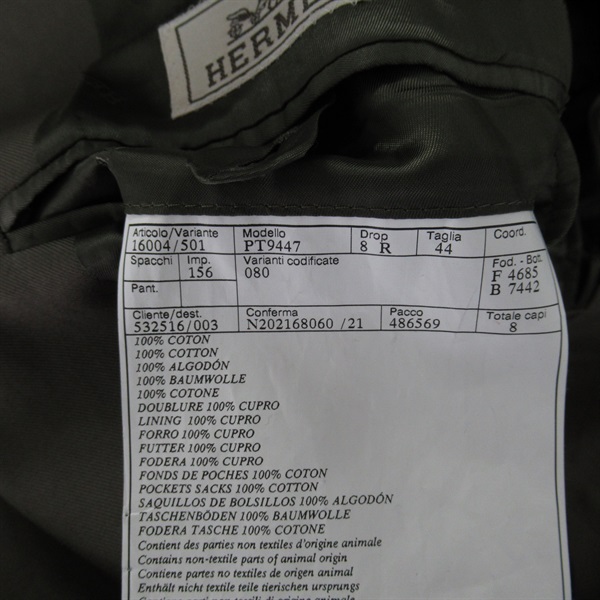 HERMES
Articolo/Variante Modello Drop Taglia Coord.
16004/501 PT9447 8 R 44
Spacchi Imp. Varianti codificate Fod. - Bott.
156 080 F 4685
Pant. B 7442
Cliente/dest. Conferma Pacco Totale capi
532516/003 N202168060 /21 486569 8
100% COTON
100% COTTON
100% ALGODÓN
100% BAUMWOLLE
100% COTONE
DOUBLURE 100% CUPRO
LINING 100% CUPRO
FORRO 100% CUPRO
FUTTER 100% CUPRO
FODERA 100% CUPRO
FONDS DE POCHES 100% COTON
POCKETS SACKS 100% COTTON
SAQUILLOS DE BOLSILLOS 100% ALGODÓN
TASCHENBÖDEN 100% BAUMWOLLE
FODERA TASCHE 100% COTONE
Contient des parties non textiles d'origine animale
Contains non-textile parts of animal origin
Contiene partes no textiles de origen animal
Enthält nicht textile teile tierischen ursprungs